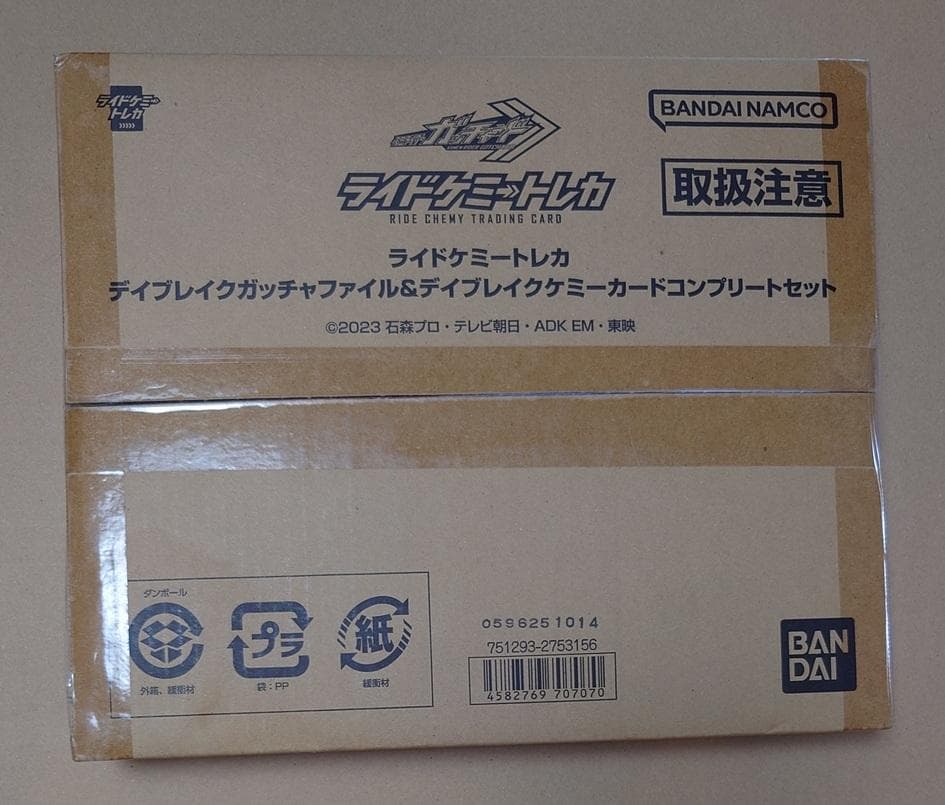 ライドケミー
トレカ
仮面ライダー
ガッチャード
KAMEN RIDER GOTCHARD
BANDAI NAMCO
ライドケミートレカ
RIDE CHEMY TRADING CARD
取扱注意
ライドケミートレカ
デイブレイクガッチャファイル&デイブレイクケミーカードコンプリートセット
©2023 石森プロ・テレビ朝日・ADK EM・東映
ダンボール
プラ
紙
外箱、緩衝材
袋:PP
緩衝材
0596251014
751293-2753156
4582769 707070
BAN
DAI